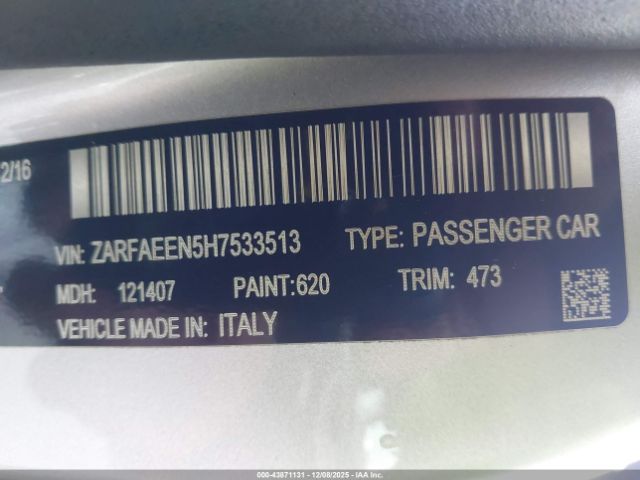 2/16
VIN: ZARFAEEN5H7533513 TYPE: PASSENGER CAR
MDH: 121407 PAINT:620 TRIM: 473
VEHICLE MADE IN: ITALY
000-43871131 - 12/08/2025 - IAA Inc.